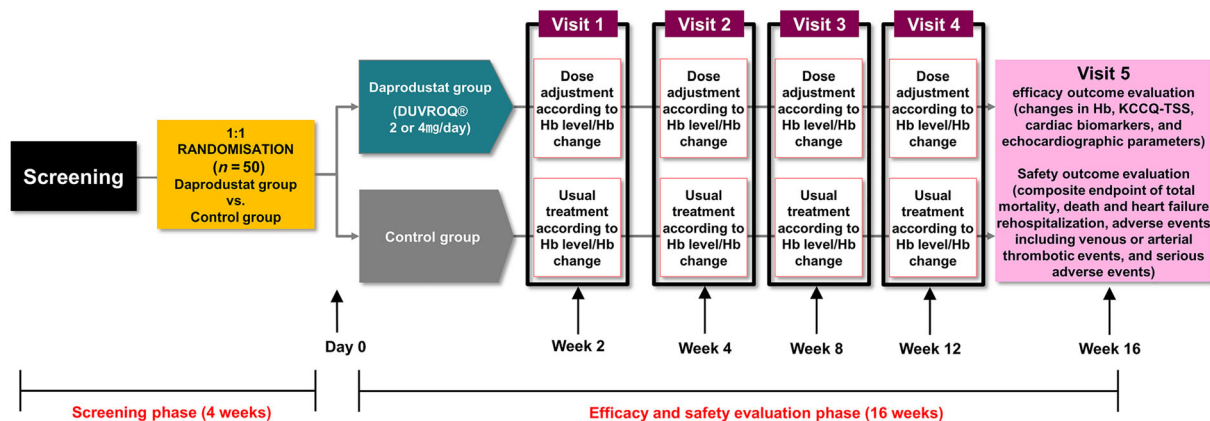 Screening
1:1
RANDOMISATION
(n = 50)
Daprodustat group
vs.
Control group
Daprodustat group
(DUVROQ®
2 or 4mg/day)
Control group
Visit 1
Dose
adjustment
according to
Hb level/Hb
change
Usual
treatment
according to
Hb level/Hb
change
Visit 2
Dose
adjustment
according to
Hb level/Hb
change
Usual
treatment
according to
Hb level/Hb
change
Visit 3
Dose
adjustment
according to
Hb level/Hb
change
Usual
treatment
according to
Hb level/Hb
change
Visit 4
Dose
adjustment
according to
Hb level/Hb
change
Usual
treatment
according to
Hb level/Hb
change
Visit 5
efficacy outcome evaluation
(changes in Hb, KCCQ-TSS,
cardiac biomarkers, and
echocardiographic parameters)
Safety outcome evaluation
(composite endpoint of total
mortality, death and heart failure
rehospitalization, adverse events
including venous or arterial
thrombotic events, and serious
adverse events)
Day 0
Week 2
Week 4
Week 8
Week 12
Week 16
Screening phase (4 weeks)
Efficacy and safety evaluation phase (16 weeks)